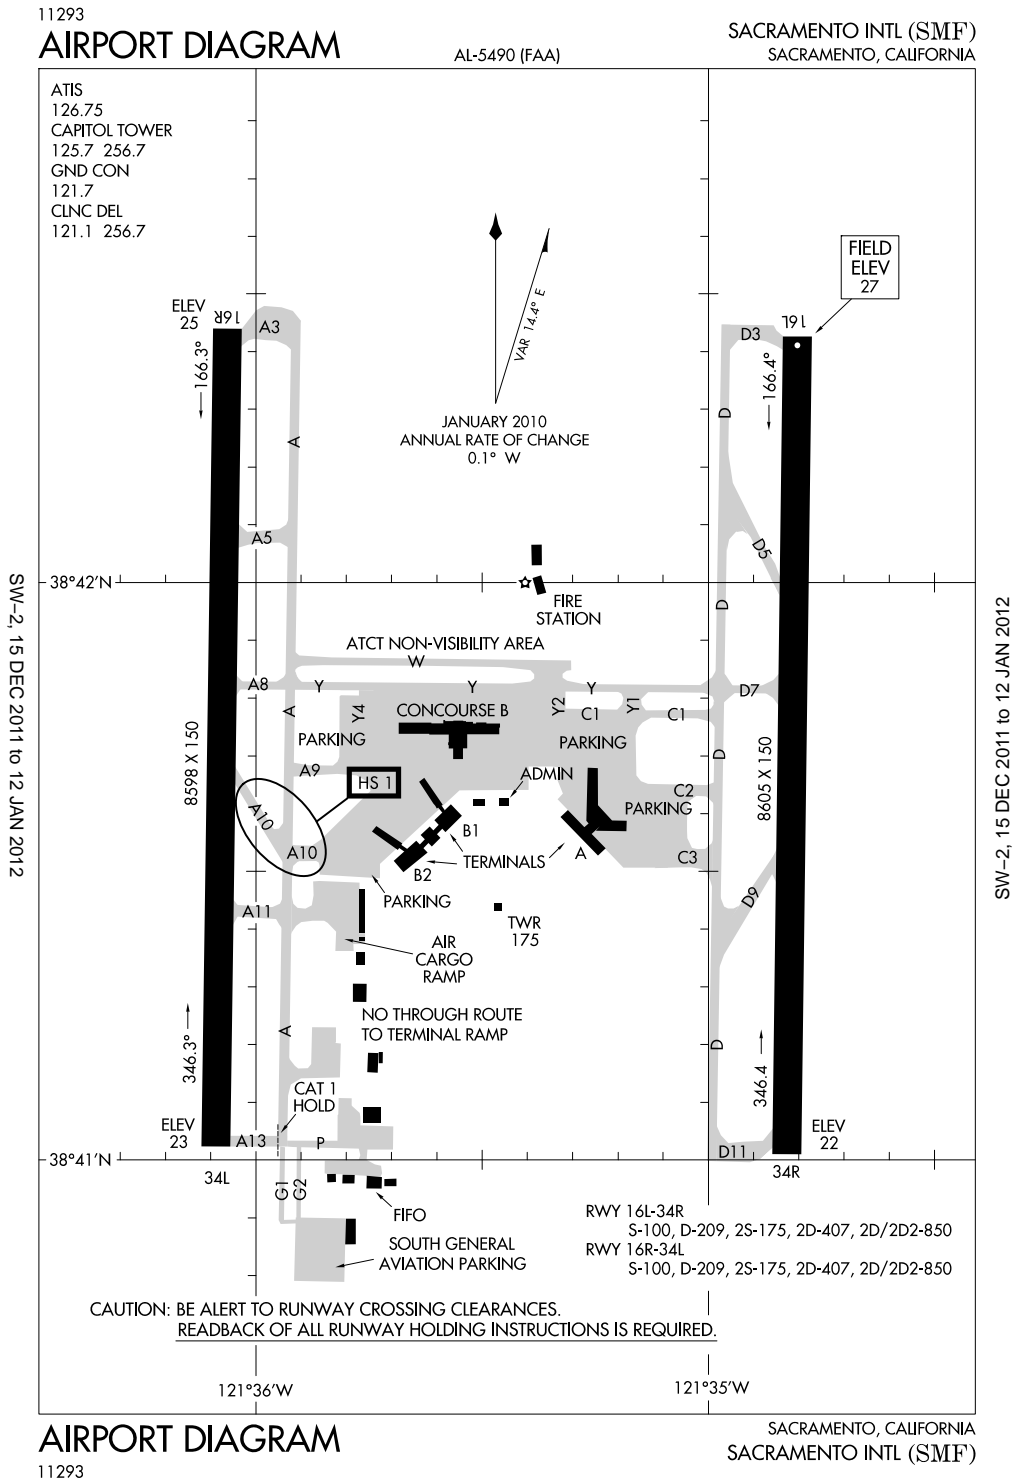 11293
AIRPORT DIAGRAM
AL-5490 (FAA)
SACRAMENTO INTL (SMF)
SACRAMENTO, CALIFORNIA
ATIS
126.75
CAPITOL TOWER
125.7 256.7
GND CON
121.7
CLNC DEL
121.1 256.7
FIELD
ELEV
27
VAR 14.4° E
JANUARY 2010
ANNUAL RATE OF CHANGE
0.1° W
ELEV
25
16R
A3
166.3°
A
D3
16L
166.4°
D
A5
D5
38°42'N
D
FIRE
STATION
ATCT NON-VISIBILITY AREA
W
A8
Y
Y
Y
D7
A
Y4
CONCOURSE B
Y2
C1
Y1
C1
PARKING
PARKING
D
8598 X 150
8605 X 150
A9
HS 1
ADMIN
C2
PARKING
A10
B1
A10
TERMINALS
A
C3
B2
PARKING
D9
A11
TWR
175
AIR
CARGO
RAMP
NO THROUGH ROUTE
TO TERMINAL RAMP
A
D
346.3°
346.4
CAT 1
HOLD
ELEV
23
A13
P
ELEV
22
D11
38°41'N
34L
34R
G1
G2
FIFO
SOUTH GENERAL
AVIATION PARKING
RWY 16L-34R
S-100, D-209, 2S-175, 2D-407, 2D/2D2-850
RWY 16R-34L
S-100, D-209, 2S-175, 2D-407, 2D/2D2-850
CAUTION: BE ALERT TO RUNWAY CROSSING CLEARANCES.
READBACK OF ALL RUNWAY HOLDING INSTRUCTIONS IS REQUIRED.
121°36'W
121°35'W
SW-2, 15 DEC 2011 to 12 JAN 2012
SW-2, 15 DEC 2011 to 12 JAN 2012
AIRPORT DIAGRAM
11293
SACRAMENTO, CALIFORNIA
SACRAMENTO INTL (SMF)